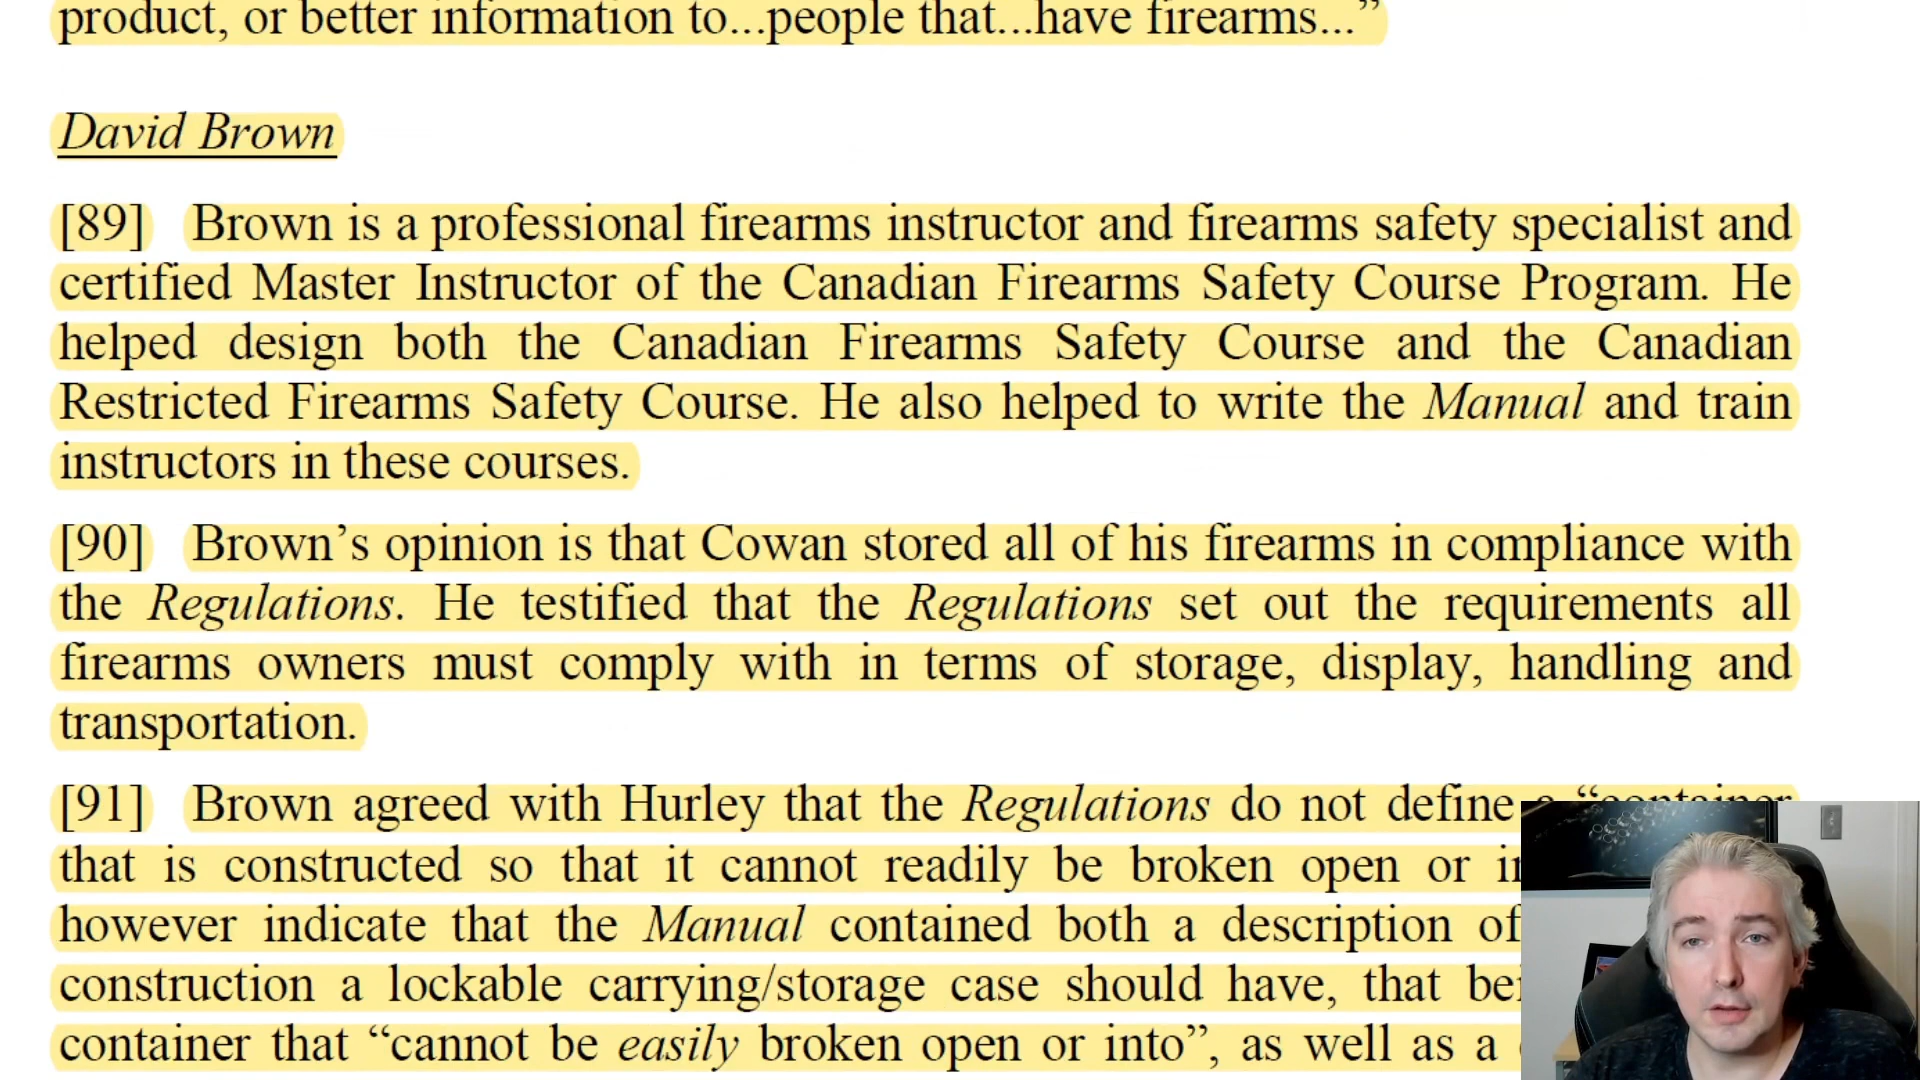 product, or better information to...people that...have firearms...”
David Brown
[89] Brown is a professional firearms instructor and firearms safety specialist and
certified Master Instructor of the Canadian Firearms Safety Course Program. He
helped design both the Canadian Firearms Safety Course and the Canadian
Restricted Firearms Safety Course. He also helped to write the Manual and train
instructors in these courses.
[90] Brown’s opinion is that Cowan stored all of his firearms in compliance with
the Regulations. He testified that the Regulations set out the requirements all
firearms owners must comply with in terms of storage, display, handling and
transportation.
[91] Brown agreed with Hurley that the Regulations do not define a “container
that is constructed so that it cannot readily be broken open or
however indicate that the Manual contained both a description of
construction a lockable carrying/storage case should have, that
container that “cannot be easily broken open or into”, as well as a